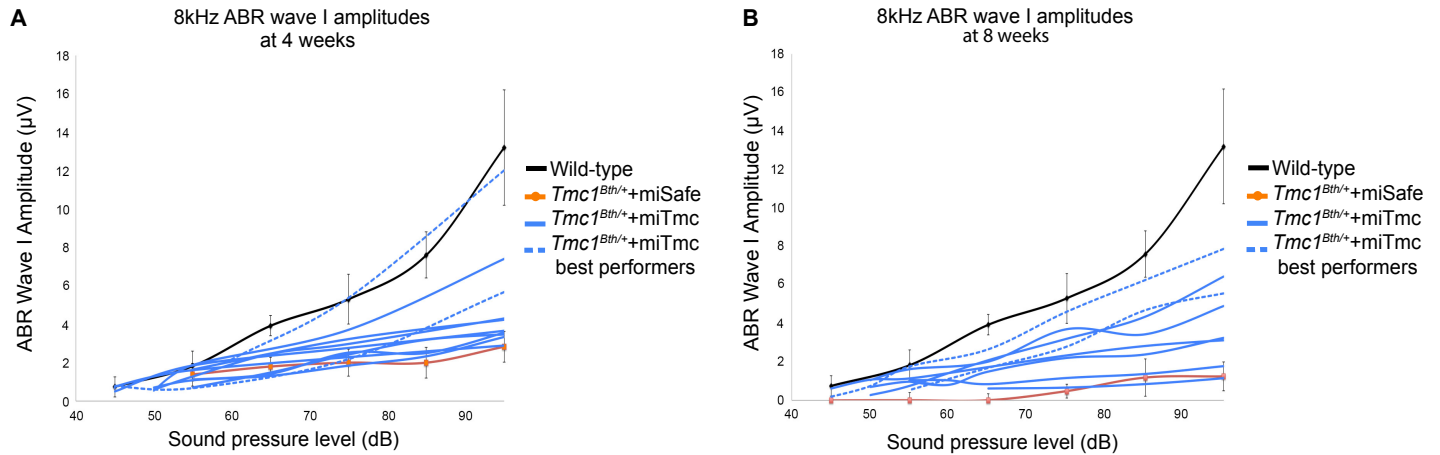 A
8kHz ABR wave I amplitudes
at 4 weeks
ABR Wave I Amplitude (µV)
18
16
14
12
10
8
6
4
2
0
40
50
60
70
80
90
Sound pressure level (dB)
Wild-type
Tmc1Bth/++miSafe
Tmc1Bth/++miTmc
Tmc1Bth/++miTmc
best performers
B
8kHz ABR wave I amplitudes
at 8 weeks
ABR Wave I Amplitude (µV)
18
16
14
12
10
8
6
4
2
0
40
50
60
70
80
90
Sound pressure level (dB)
Wild-type
Tmc1Bth/++miSafe
Tmc1Bth/++miTmc
Tmc1Bth/++miTmc
best performers